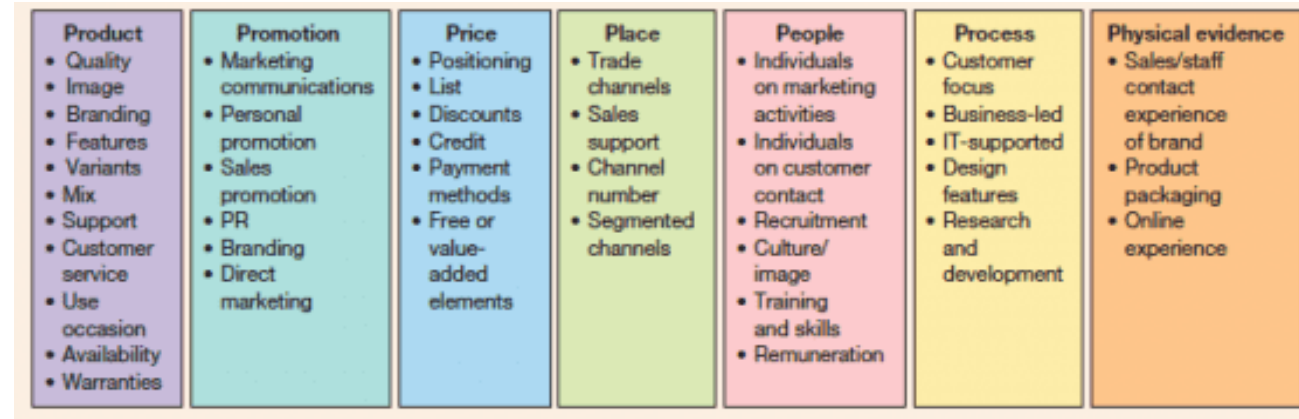 Product
• Quality
• Image
• Branding
• Features
• Variants
• Mix
• Support
• Customer
service
• Use
occasion
• Availability
• Warranties
Promotion
• Marketing
communications
• Personal
promotion
• Sales
promotion
• PR
• Branding
• Direct
marketing
Price
• Positioning
• List
• Discounts
• Credit
• Payment
methods
• Free or
value-
added
elements
Place
• Trade
channels
• Sales
support
• Channel
number
• Segmented
channels
People
• Individuals
on marketing
activities
• Individuals
on customer
contact
• Recruitment
• Culture/
image
• Training
and skills
• Remuneration
Process
• Customer
focus
• Business-led
• IT-supported
• Design
features
• Research
and
development
Physical evidence
• Sales/staff
contact
experience
of brand
• Product
packaging
• Online
experience